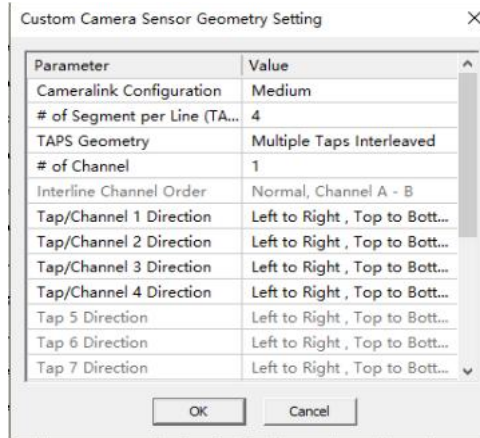 Custom Camera Sensor Geometry Setting
Parameter Value
Cameralink Configuration Medium
# of Segment per Line (TA... 4
TAPS Geometry Multiple Taps Interleaved
# of Channel 1
Interline Channel Order Normal, Channel A - B
Tap/Channel 1 Direction Left to Right , Top to Bott...
Tap/Channel 2 Direction Left to Right , Top to Bott...
Tap/Channel 3 Direction Left to Right , Top to Bott...
Tap/Channel 4 Direction Left to Right , Top to Bott...
Tap 5 Direction Left to Right , Top to Bott...
Tap 6 Direction Left to Right , Top to Bott...
Tap 7 Direction Left to Right , Top to Bott...
OK Cancel